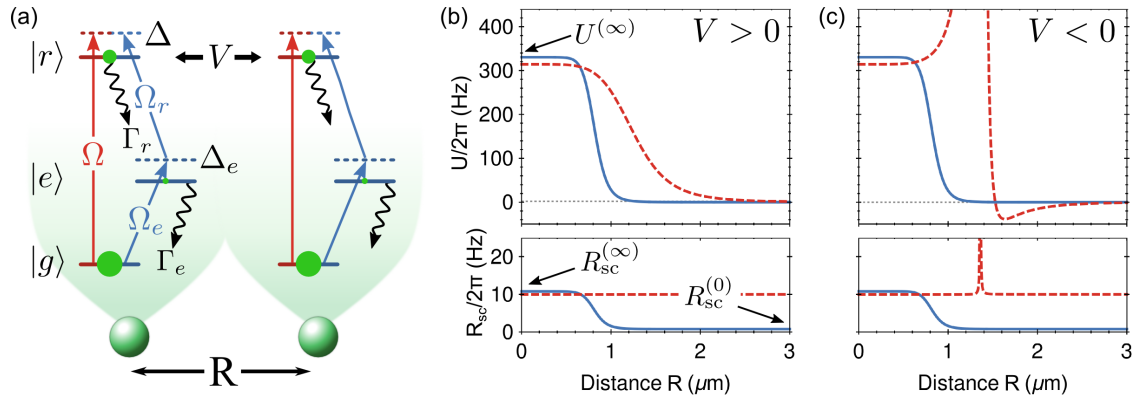 (a)
Δ
|r⟩
V
Ω_r
Γ_r
Ω
|e⟩
Δ_e
Ω_e
Γ_e
|g⟩
R
(b)
V > 0
U^(∞)
U/2π (Hz)
400
300
200
100
0
R_sc^(∞)
R_sc^(0)
R_sc/2π (Hz)
20
10
0
0 1 2 3
Distance R (μm)
(c)
V < 0
0 1 2 3
Distance R (μm)